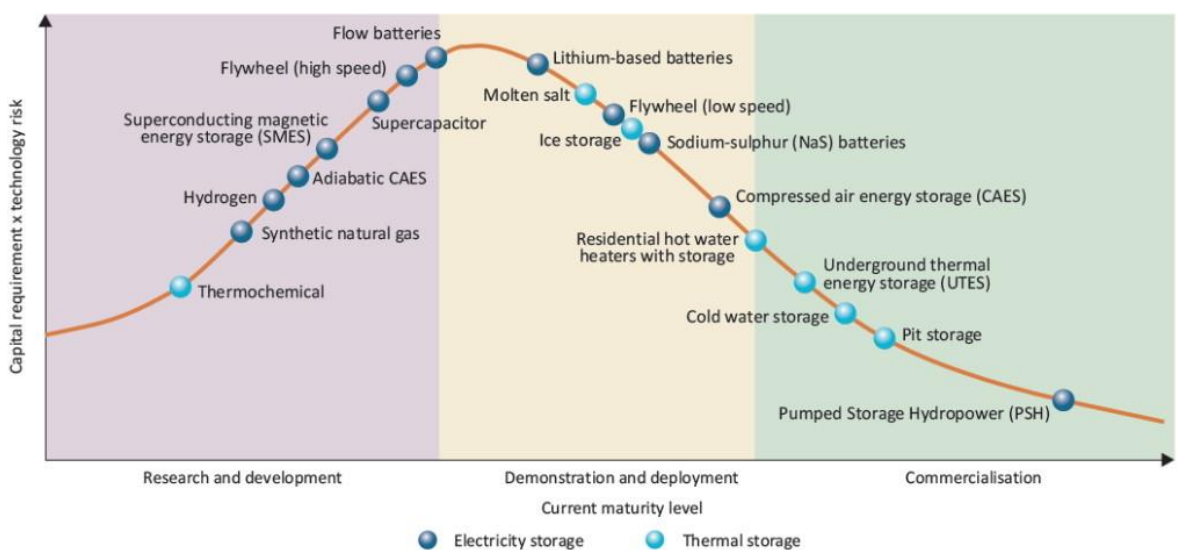 Capital requirement x technology risk
Flow batteries
Flywheel (high speed)
Supercapacitor
Superconducting magnetic
energy storage (SMES)
Adiabatic CAES
Hydrogen
Synthetic natural gas
Thermochemical
Lithium-based batteries
Molten salt
Flywheel (low speed)
Ice storage
Sodium-sulphur (NaS) batteries
Compressed air energy storage (CAES)
Residential hot water
heaters with storage
Underground thermal
energy storage (UTES)
Cold water storage
Pit storage
Pumped Storage Hydropower (PSH)
Research and development
Demonstration and deployment
Commercialisation
Current maturity level
Electricity storage
Thermal storage